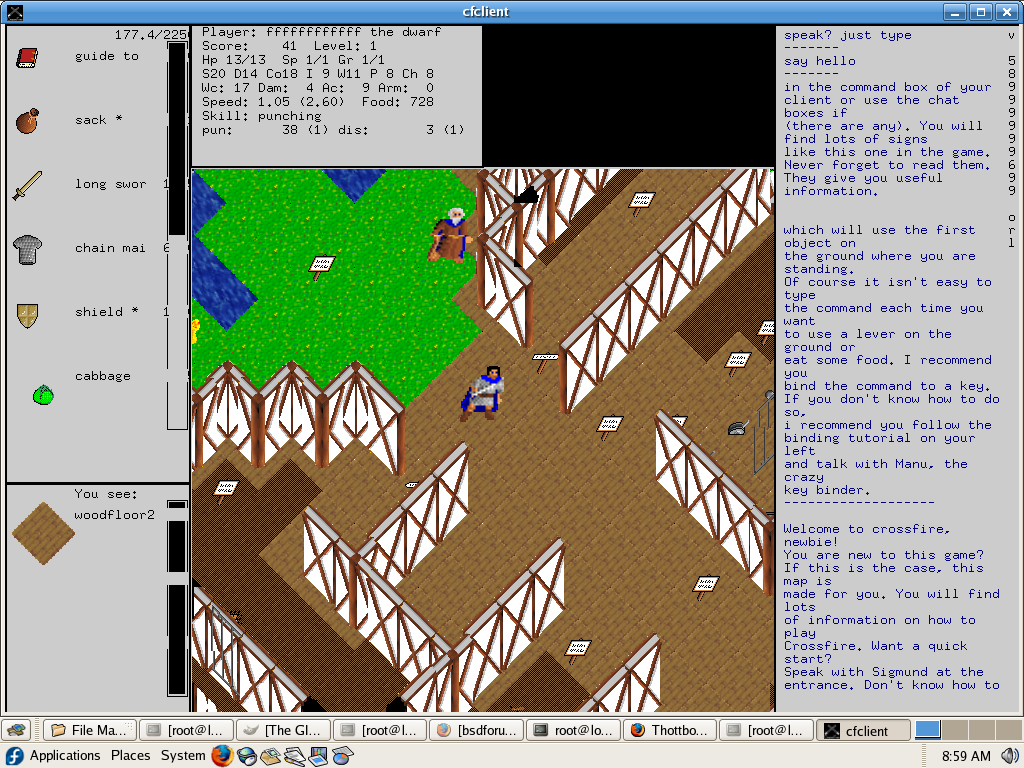 cfclient
177.4/2250
guide to
sack *
long swor 1
chain mai 6
shield * 1
cabbage
You see:
woodfloor2
Player: ffffffffffff the dwarf
Score: 41 Level: 1
Hp 13/13 Sp 1/1 Gr 1/1
S20 D14 Co18 I 9 W11 P 8 Ch 8
Wc: 17 Dam: 4 Ac: 9 Arm: 0
Speed: 1.05 (2.60) Food: 728
Skill: punching
pun: 38 (1) dis: 3 (1)
speak? just type v
-------
say hello 5
------- 8
in the command box of your 9
client or use the chat 9
boxes if 9
(there are any). You will 9
find lots of signs 9
like this one in the game. 9
Never forget to read them. 6
They give you useful 9
information. 9
o
which will use the first r
object on l
the ground where you are
standing.
Of course it isn't easy to
type
the command each time you
want
to use a lever on the
ground or
eat some food. I recommend
you
bind the command to a key.
If you don't know how to do
so,
i recommend you follow the
binding tutorial on your
left
and talk with Manu, the
crazy
key binder.
-------------------
Welcome to crossfire,
newbie!
You are new to this game?
If this is the case, this
map is
made for you. You will find
lots
of information on how to
play
Crossfire. Want a quick
start?
Speak with Sigmund at the
entrance. Don't know how to
File Ma...
[root@l...
[The Gl...
[root@l...
[bsdforu...
root@lo...
Thottbo...
[root@l...
cfclient
Applications Places System
8:59 AM